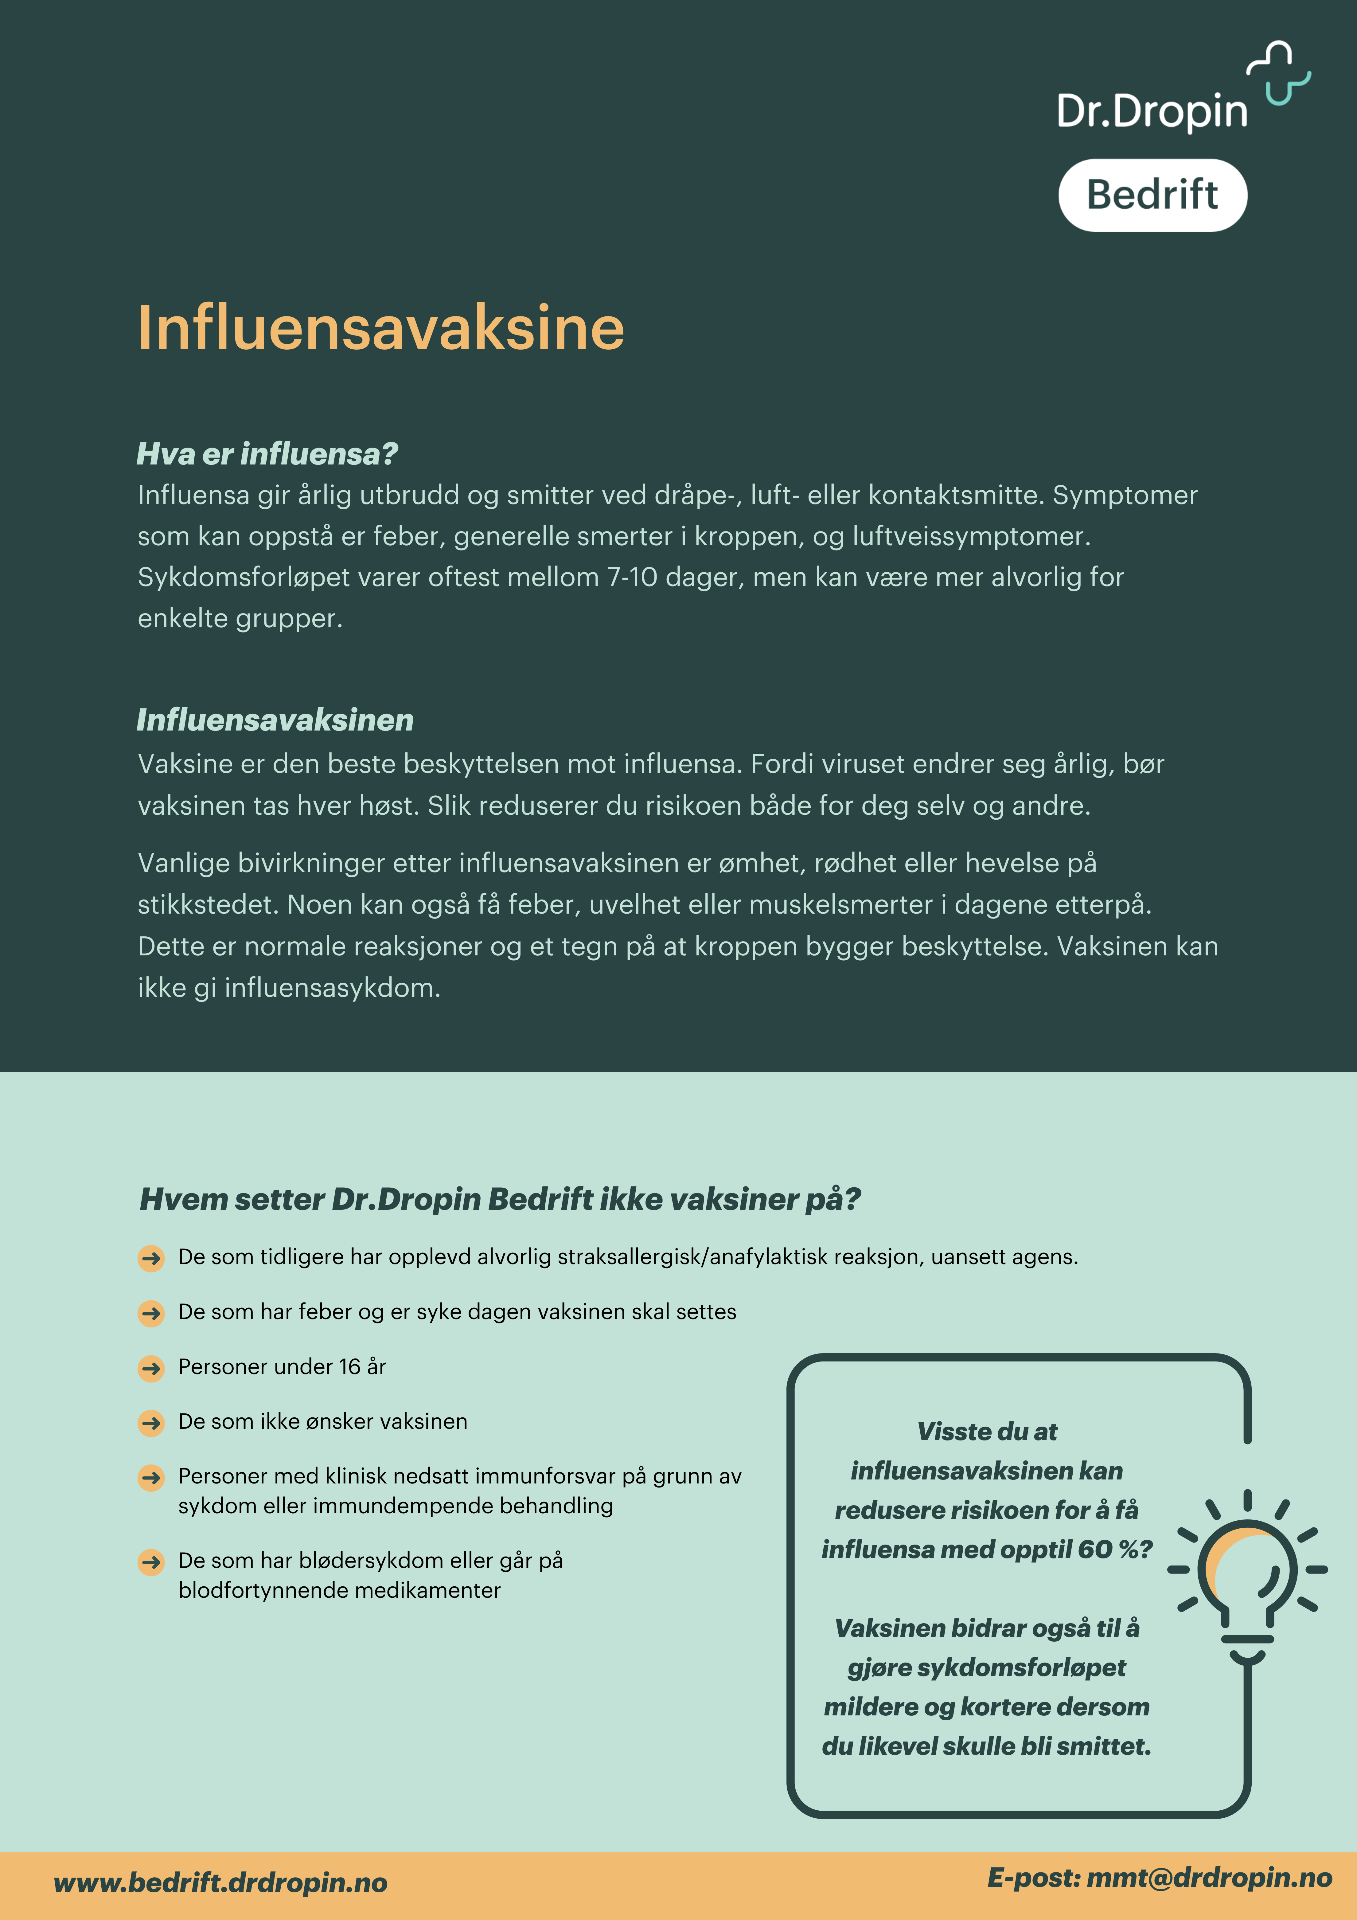 Dr.Dropin
Bedrift
Influensavaksine
Hva er influensa?
Influensa gir årlig utbrudd og smitter ved dråpe-, luft- eller kontaktsmitte. Symptomer
som kan oppstå er feber, generelle smerter i kroppen, og luftveissymptomer.
Sykdomsforløpet varer oftest mellom 7-10 dager, men kan være mer alvorlig for
enkelte grupper.
Influensavaksinen
Vaksine er den beste beskyttelsen mot influensa. Fordi viruset endrer seg årlig, bør
vaksinen tas hver høst. Slik reduserer du risikoen både for deg selv og andre.
Vanlige bivirkninger etter influensavaksinen er ømhet, rødhet eller hevelse på
stikkstedet. Noen kan også få feber, uvelhet eller muskelsmerter i dagene etterpå.
Dette er normale reaksjoner og et tegn på at kroppen bygger beskyttelse. Vaksinen kan
ikke gi influensasykdom.
Hvem setter Dr.Dropin Bedrift ikke vaksiner på?
De som tidligere har opplevd alvorlig straksallergisk/anafylaktisk reaksjon, uansett agens.
De som har feber og er syke dagen vaksinen skal settes
Personer under 16 år
De som ikke ønsker vaksinen
Personer med klinisk nedsatt immunforsvar på grunn av
sykdom eller immundempende behandling
De som har blødersykdom eller går på
blodfortynnende medikamenter
Visste du at
influensavaksinen kan
redusere risikoen for å få
influensa med opptil 60 %?
Vaksinen bidrar også til å
gjøre sykdomsforløpet
mildere og kortere dersom
du likevel skulle bli smittet.
www.bedrift.drdropin.no
E-post: mmt@drdropin.no